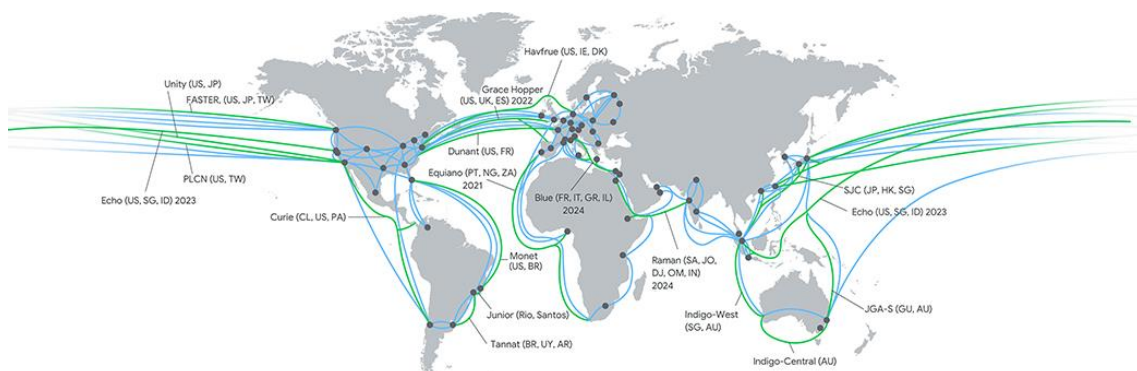 Havfrue (US, IE, DK)
Unity (US, JP)
FASTER, (US, JP, TW)
Grace Hopper
(US, UK, ES) 2022
Dunant (US, FR)
PLCN (US, TW)
Equiano (PT, NG, ZA)
2021
Echo (US, SG, ID) 2023
Blue (FR, IT, GR, IL)
2024
SJC (JP, HK, SG)
Echo (US, SG, ID) 2023
Curie (CL, US, PA)
Monet
(US, BR)
Raman (SA, JO,
DJ, OM, IN)
2024
Junior (Rio, Santos)
Indigo-West
(SG, AU)
JGA-S (GU, AU)
Tannat (BR, UY, AR)
Indigo-Central (AU)